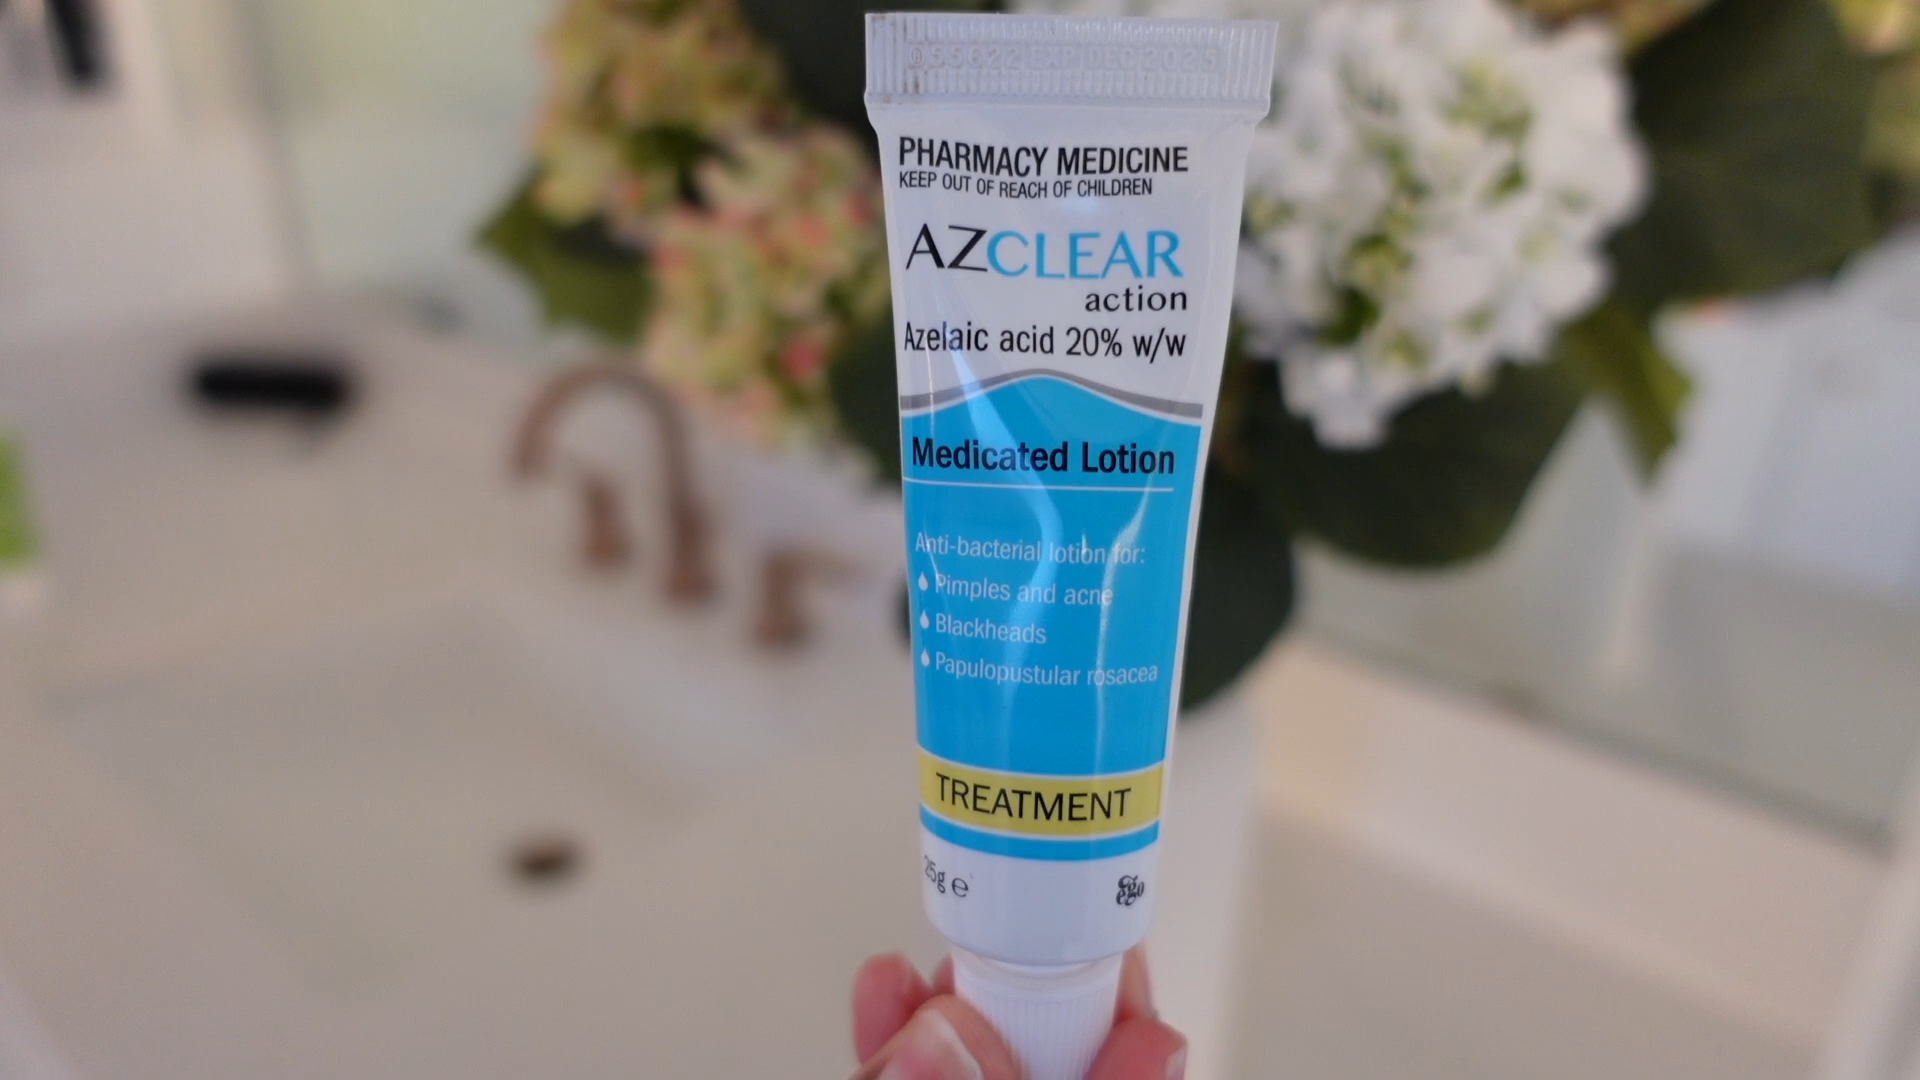 PHARMACY MEDICINE
KEEP OUT OF REACH OF CHILDREN
AZCLEAR
action
Azelaic acid 20% w/w
Medicated Lotion
Anti-bacterial lotion for:
Pimples and acne
Blackheads
Papulopustular rosacea
TREATMENT
25g e
ego